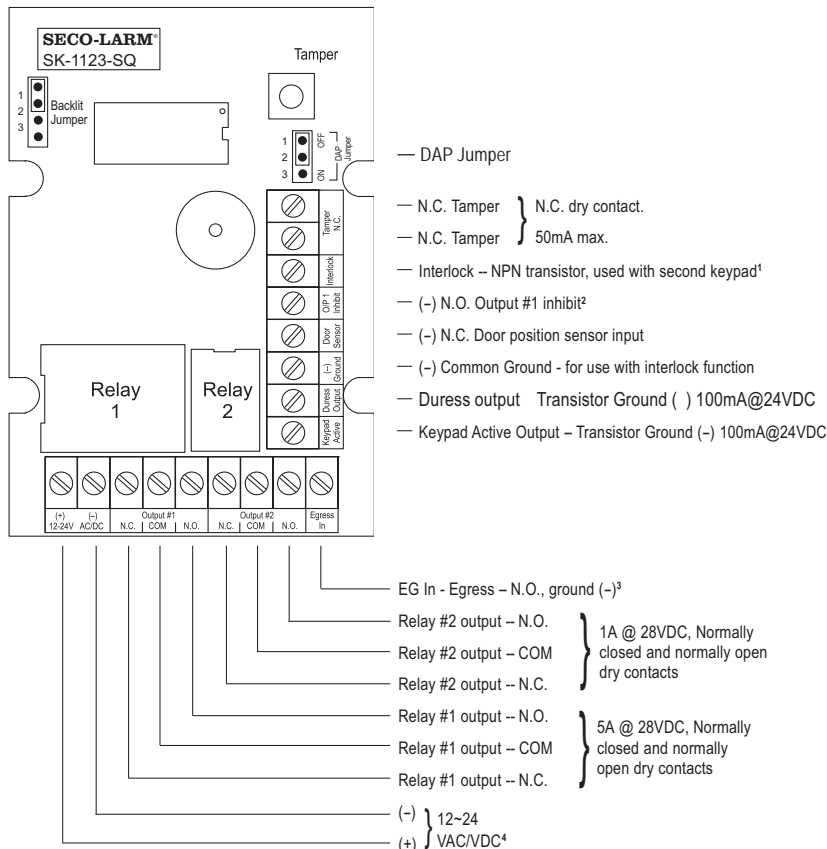 SECO-LARM®
SK-1123-SQ
Tamper
1
2
3
Backlit
Jumper
1
2
3
OFF
ON
DAP
Jumper
— DAP Jumper
Tamper
N.C.
— N.C. Tamper
— N.C. Tamper
N.C. dry contact.
50mA max.
Interlock
— Interlock -- NPN transistor, used with second keypad¹
O/P 1
Inhibit
— (–) N.O. Output #1 inhibit²
Door
Sensor
— (–) N.C. Door position sensor input
(–)
Ground
— (–) Common Ground - for use with interlock function
Duress
Output
— Duress output Transistor Ground ( ) 100mA@24VDC
Keypad
Active
— Keypad Active Output – Transistor Ground (–) 100mA@24VDC
Relay
1
Relay
2
(+)
12-24V
(–)
AC/DC
Output #1
N.C. COM N.O.
Output #2
N.C. COM N.O.
Egress
In
EG In - Egress – N.O., ground (–)³
Relay #2 output -- N.O.
Relay #2 output -- COM
Relay #2 output -- N.C.
1A @ 28VDC, Normally
closed and normally open
dry contacts
Relay #1 output -- N.O.
Relay #1 output -- COM
Relay #1 output -- N.C.
5A @ 28VDC, Normally
closed and normally
open dry contacts
(–)
(+)
12~24
VAC/VDC⁴